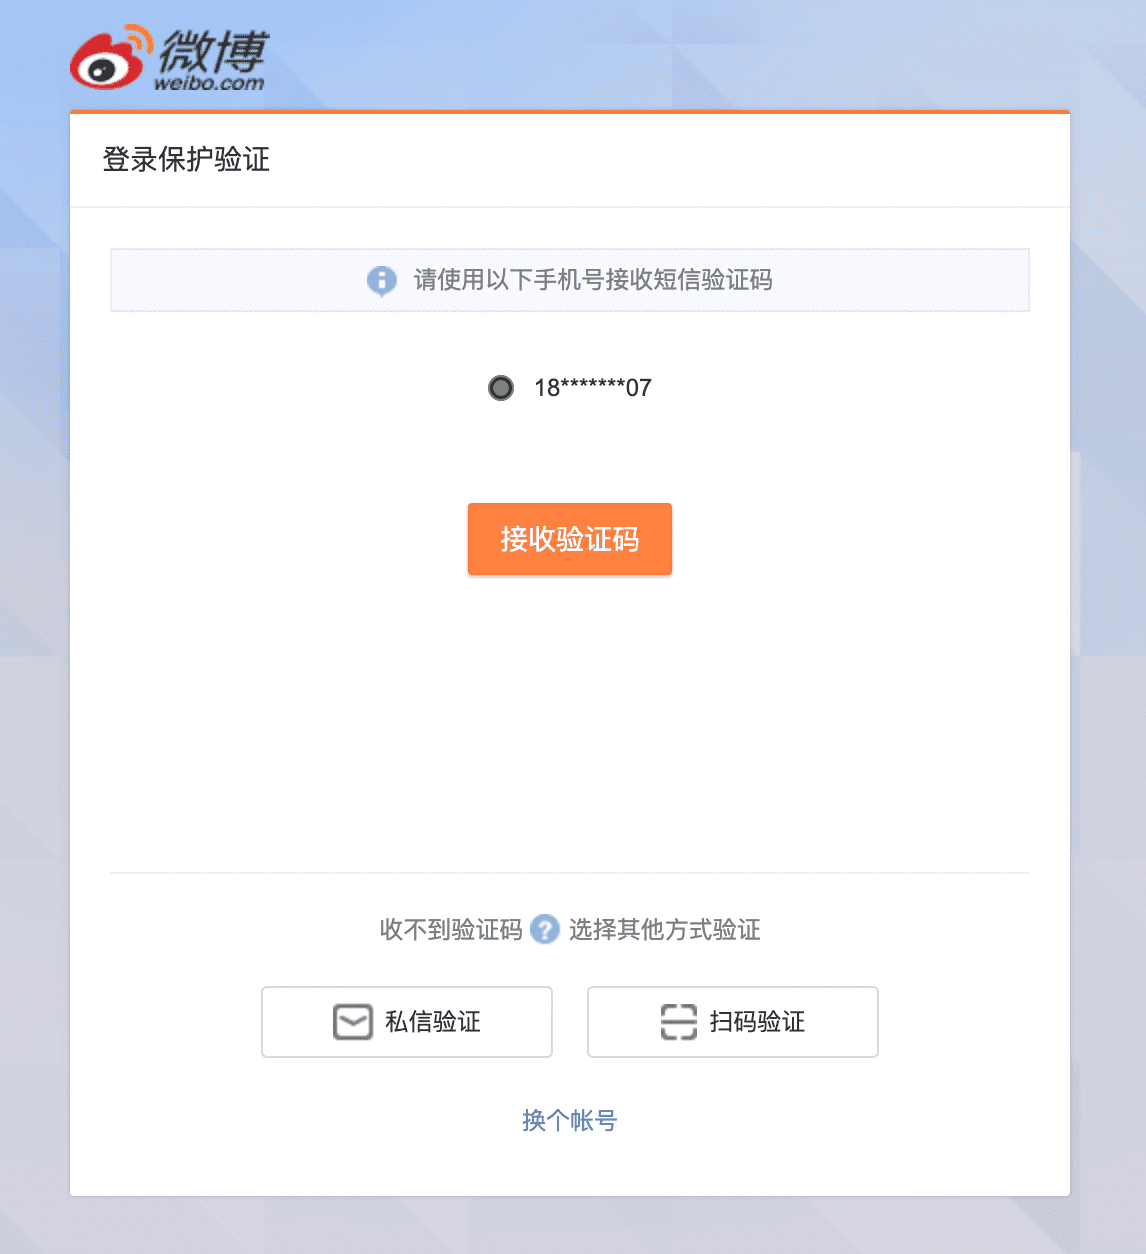 微博
weibo.com
登录保护验证
请使用以下手机号接收短信验证码
18*******07
接收验证码
收不到验证码 ? 选择其他方式验证
私信验证
扫码验证
换个帐号